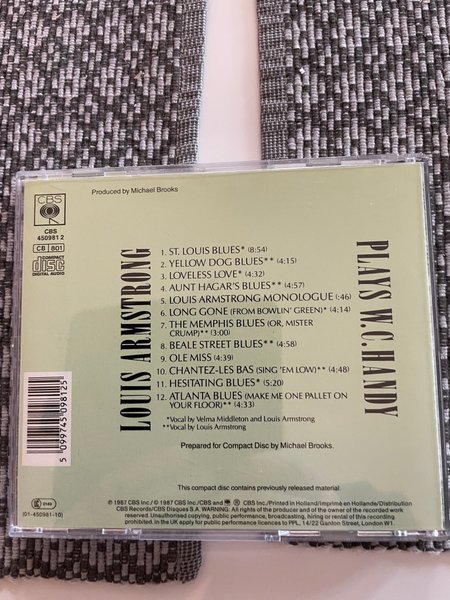 Produced by Michael Brooks
CBS
CBS
450981 2
CB 801
COMPACT
disc
DIGITAL AUDIO
LOUIS ARMSTRONG
PLAYS W.C. HANDY
1. ST. LOUIS BLUES* (8:54)
2. YELLOW DOG BLUES** (4:15)
3. LOVELESS LOVE* (4:32)
4. AUNT HAGAR'S BLUES** (4:57)
5. LOUIS ARMSTRONG MONOLOGUE (:46)
6. LONG GONE (FROM BOWLIN' GREEN)* (4:14)
7. THE MEMPHIS BLUES (OR, MISTER
CRUMP)** (3:00)
8. BEALE STREET BLUES** (4:58)
9. OLE MISS (4:39)
10. CHANTEZ-LES BAS (SING 'EM LOW)** (4:48)
11. HESITATING BLUES* (5:20)
12. ATLANTA BLUES (MAKE ME ONE PALLET ON
YOUR FLOOR)** (4:33)
*Vocal by Velma Middleton and Louis Armstrong
**Vocal by Louis Armstrong
Prepared for Compact Disc by Michael Brooks.
5 099745 098125
This compact disc contains previously released material.
(01-450981-10)
℗ 1987 CBS Inc./ © 1987 CBS Inc./CBS and ® CBS Inc./Printed in Holland/Imprimé en Hollande/Distribution
CBS Records/CBS Disques S.A. WARNING: All rights of the producer and of the owner of the recorded work
reserved. Unauthorised copying, public performance, broadcasting, hiring or rental of this recording
prohibited. In the UK apply for public performance licences to PPL, 14/22 Ganton Street, London W1.